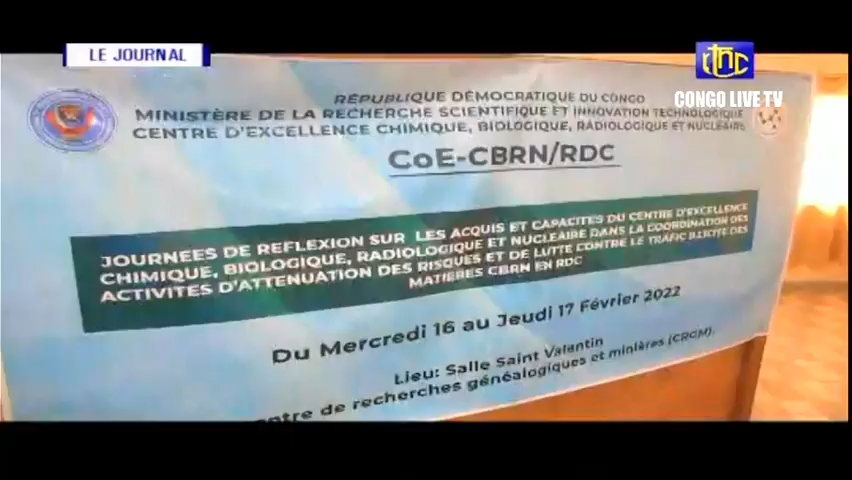 LE JOURNAL
rtnc
CONGO LIVE TV
RÉPUBLIQUE DÉMOCRATIQUE DU CONGO
MINISTÈRE DE LA RECHERCHE SCIENTIFIQUE ET INNOVATION TECHNOLOGIQUE
CENTRE D'EXCELLENCE CHIMIQUE, BIOLOGIQUE, RADIOLOGIQUE ET NUCLÉAIRE
CoE-CBRN/RDC
JOURNEES DE REFLEXION SUR LES ACQUIS ET CAPACITES DU CENTRE D'EXCELLENCE
CHIMIQUE, BIOLOGIQUE, RADIOLOGIQUE ET NUCLEAIRE DANS LA COORDINATION DES
ACTIVITES D'ATTENUATION DES RISQUES ET DE LUTTE CONTRE LE TRAFIC ILLICITE DES
MATIÈRES CBRN EN RDC
Du Mercredi 16 au Jeudi 17 Février 2022
Lieu: Salle Saint Valentin
ntre de recherches généalogiques et minières (CRGM).